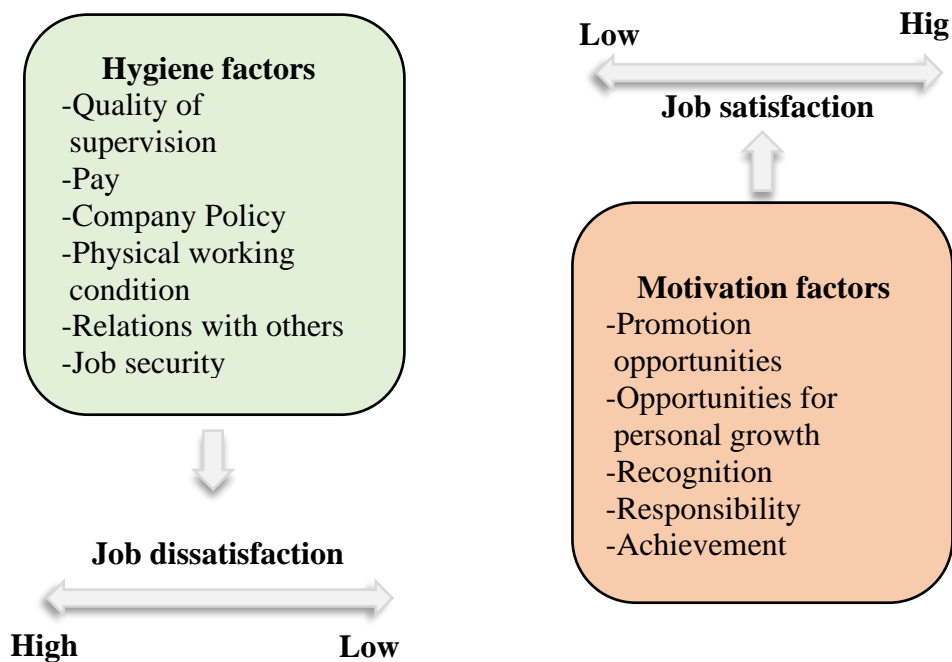 Hygiene factors
-Quality of
supervision
-Pay
-Company Policy
-Physical working
condition
-Relations with others
-Job security
Job dissatisfaction
High Low
Low Hig
Job satisfaction
Motivation factors
-Promotion
opportunities
-Opportunities for
personal growth
-Recognition
-Responsibility
-Achievement